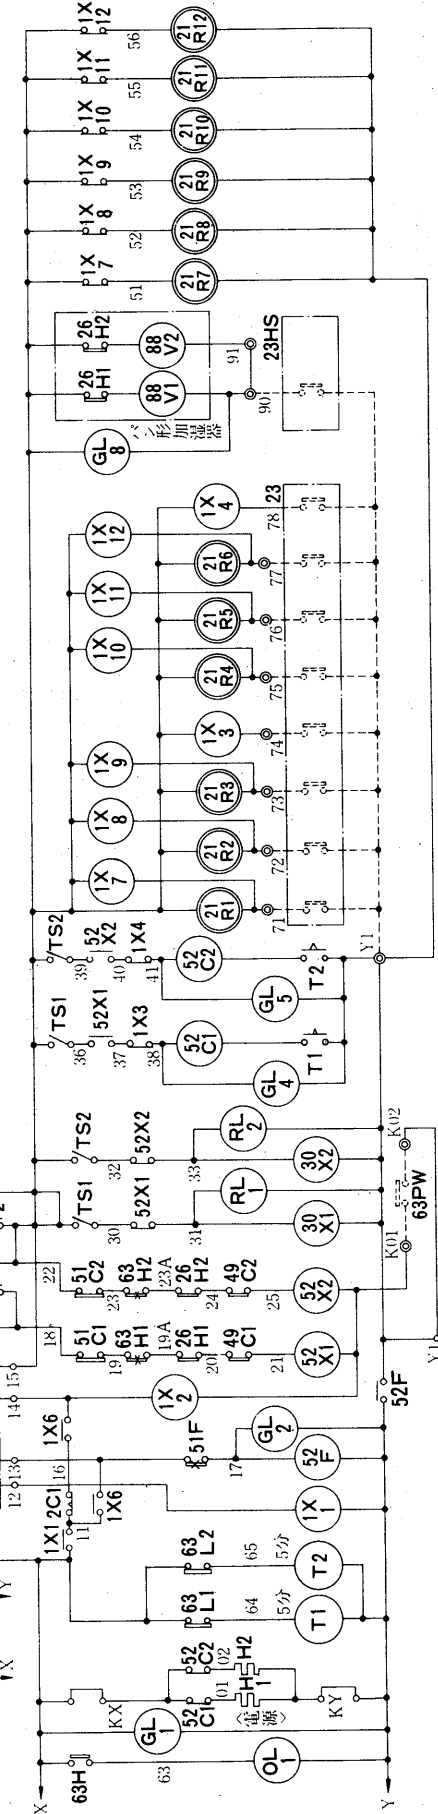 X
63H
63
OL
1
GL
1
KX
52
C1
52
C2
01
02
H
1
H2
〈電源〉
KY
Y
X
Y
63
L1
63
L2
64
65
5分
5分
T1
T2
1X1
2C1
11
1X6
1X6
16
12
13
14
15
1X
1
51F
17
GL
2
52
F
52F
1X
2
Y1
18
22
51
C1
51
C2
19
23
63
H1
63
H2
19A
23A
26
H1
26
H2
20
24
49
C1
49
C2
21
25
52
X1
52
X2
K01
K02
63PW
TS1
30
52X1
31
RL
1
30
X1
TS2
32
52X2
33
RL
2
30
X2
TS1
36
52X1
37
1X3
38
52
C1
GL
4
T1
TS2
39
52
X2
40
1X4
41
52
C2
GL
5
T2
Y1
1X
7
1X
8
1X
9
1X
10
1X
11
1X
12
21
R1
21
R2
21
R3
1X
3
21
R4
21
R5
21
R6
1X
4
71
72
73
74
75
76
77
78
23
GL
8
パン形加湿器
26
H1
26
H2
88
V1
88
V2
90
91
23HS
1X
7
1X
8
1X
9
1X
10
1X
11
1X
12
51
52
53
54
55
56
21
R7
21
R8
21
R9
21
R10
21
R11
21
R12